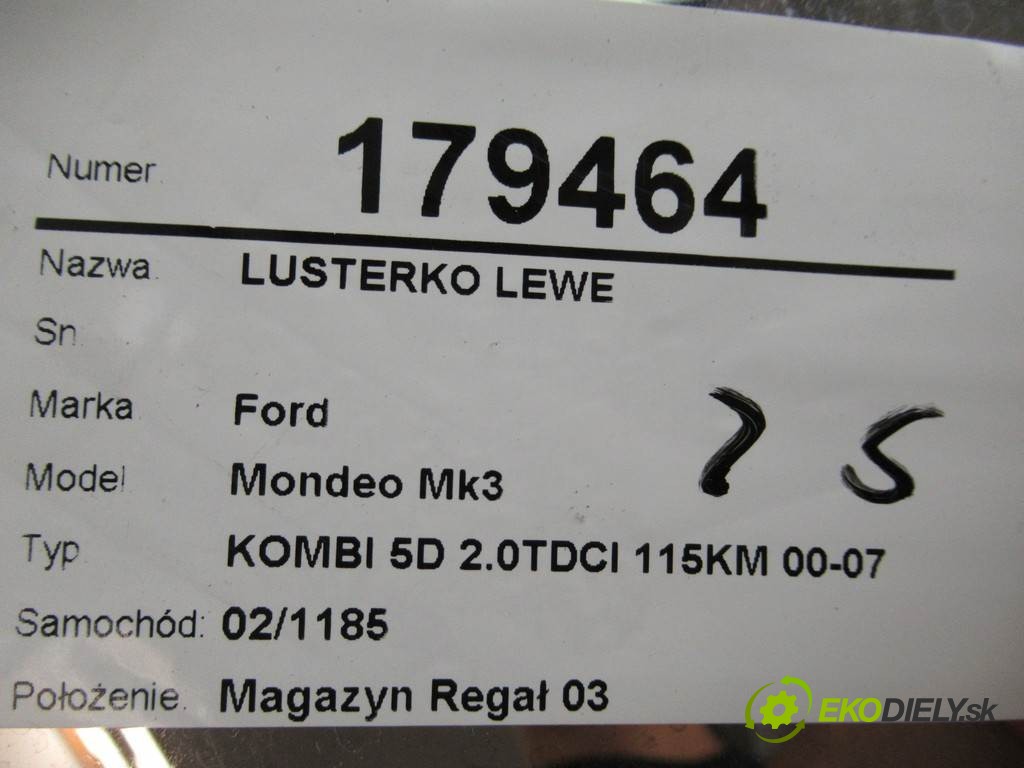 Numer. 179464
Nazwa. LUSTERKO LEWE
Sn.
Marka. Ford
Model. Mondeo Mk3
Typ. KOMBI 5D 2.0TDCI 115KM 00-07
Samochód: 02/1185
Położenie. Magazyn Regał 03
EKODIELY.sk